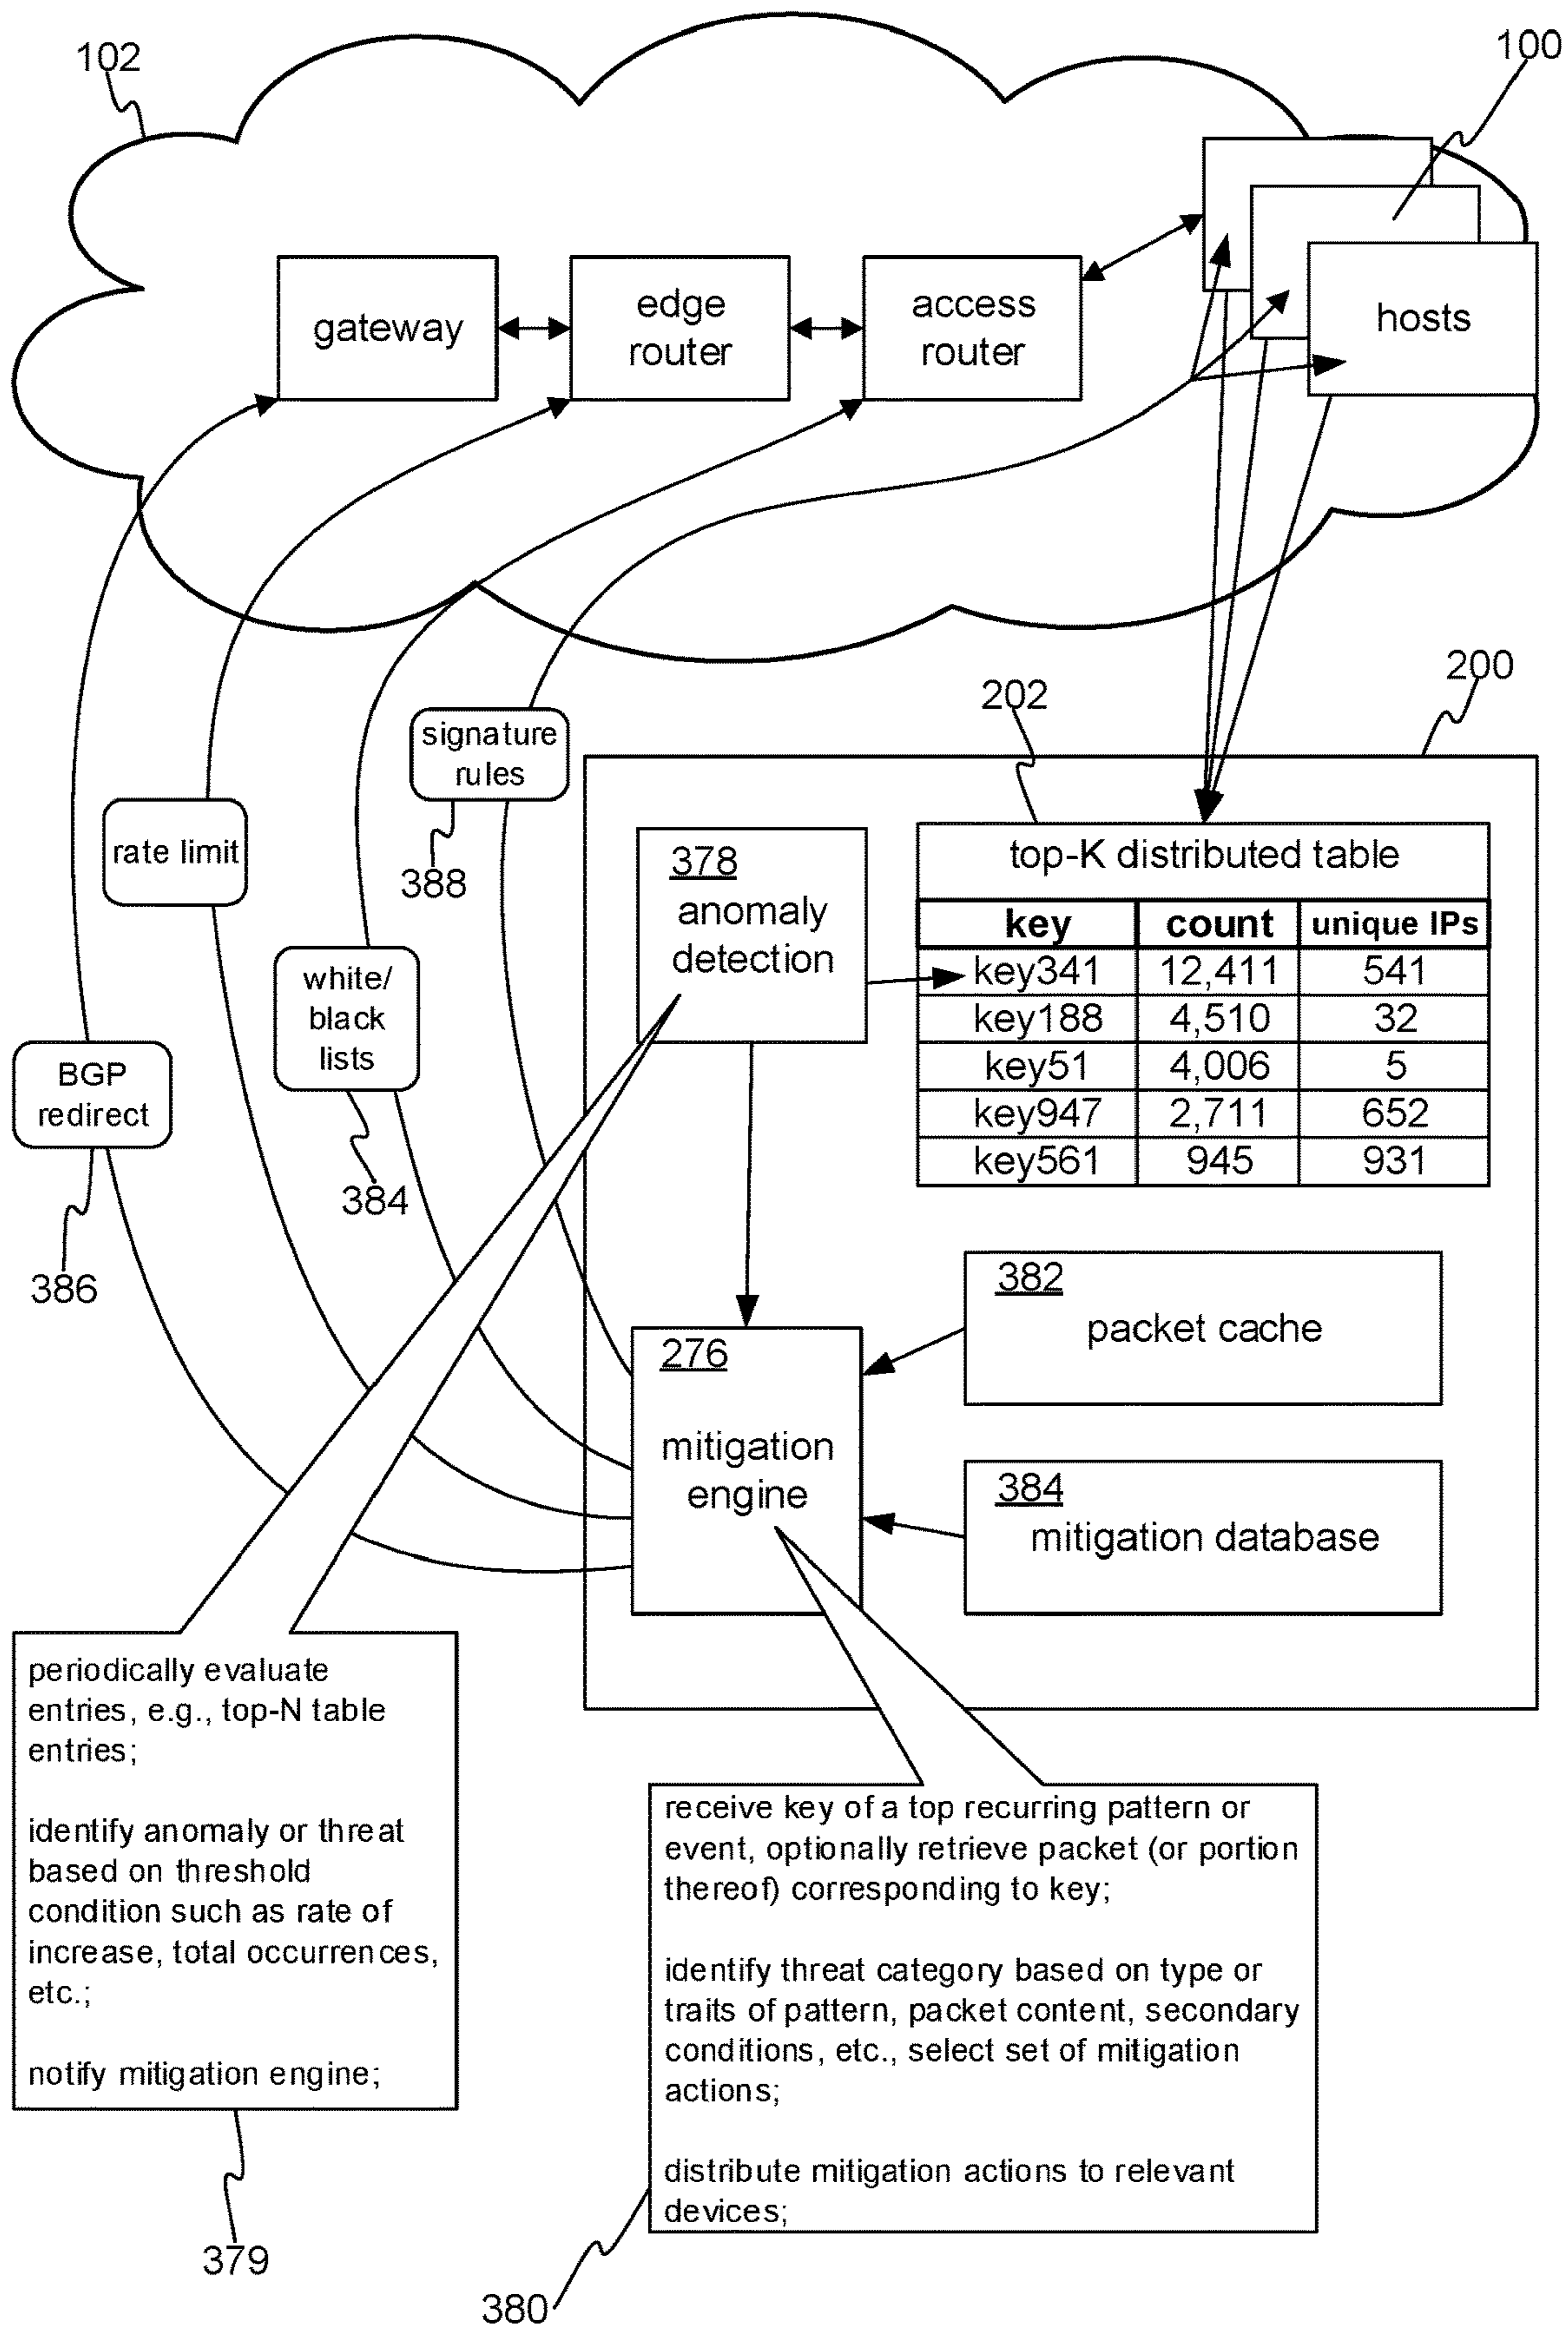 102
100
gateway
edge
router
access
router
hosts
200
202
signature
rules
388
rate limit
white/
black
lists
384
BGP
redirect
386
378
anomaly
detection
top-K distributed table
key count unique IPs
key341 12,411 541
key188 4,510 32
key51 4,006 5
key947 2,711 652
key561 945 931
382
packet cache
276
mitigation
engine
384
mitigation database
periodically evaluate
entries, e.g., top-N table
entries;
identify anomaly or threat
based on threshold
condition such as rate of
increase, total occurrences,
etc.;
notify mitigation engine;
379
receive key of a top recurring pattern or
event, optionally retrieve packet (or portion
thereof) corresponding to key;
identify threat category based on type or
traits of pattern, packet content, secondary
conditions, etc., select set of mitigation
actions;
distribute mitigation actions to relevant
devices;
380